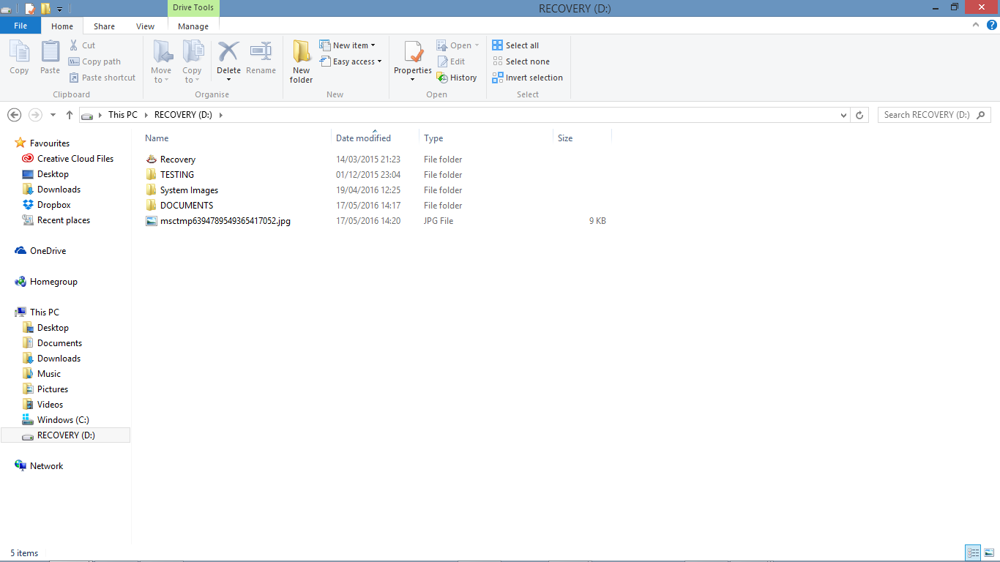 Drive Tools
RECOVERY (D:)
File Home Share View Manage
Copy
Paste
Cut
Copy path
Paste shortcut
Clipboard
Move to
Copy to
Delete
Rename
Organise
New folder
New item
Easy access
New
Properties
Open
Edit
History
Open
Select all
Select none
Invert selection
Select
This PC RECOVERY (D:)
Search RECOVERY (D:)
Favourites
Creative Cloud Files
Desktop
Downloads
Dropbox
Recent places
OneDrive
Homegroup
This PC
Desktop
Documents
Downloads
Music
Pictures
Videos
Windows (C:)
RECOVERY (D:)
Network
Name Date modified Type Size
Recovery 14/03/2015 21:23 File folder
TESTING 01/12/2015 23:04 File folder
System Images 19/04/2016 12:25 File folder
DOCUMENTS 17/05/2016 14:17 File folder
msctmp6394789549365417052.jpg 17/05/2016 14:20 JPG File 9 KB
5 items